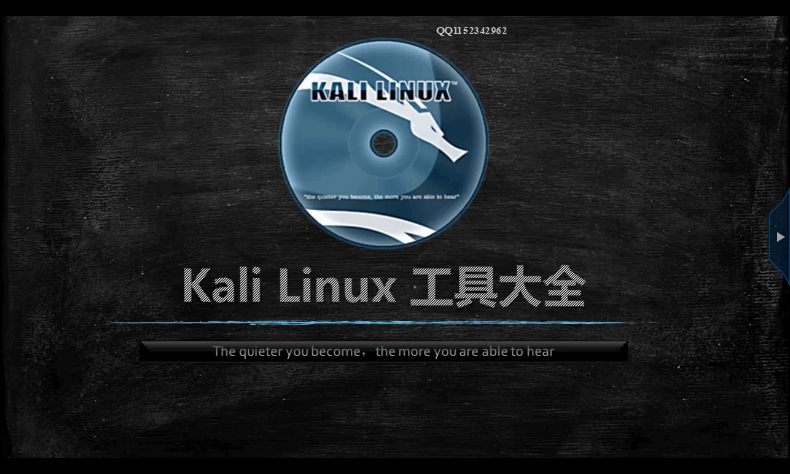 QQ1152342962
KALI LINUX™
"the quieter you become, the more you are able to hear"
Kali Linux 工具大全
The quieter you become，the more you are able to hear